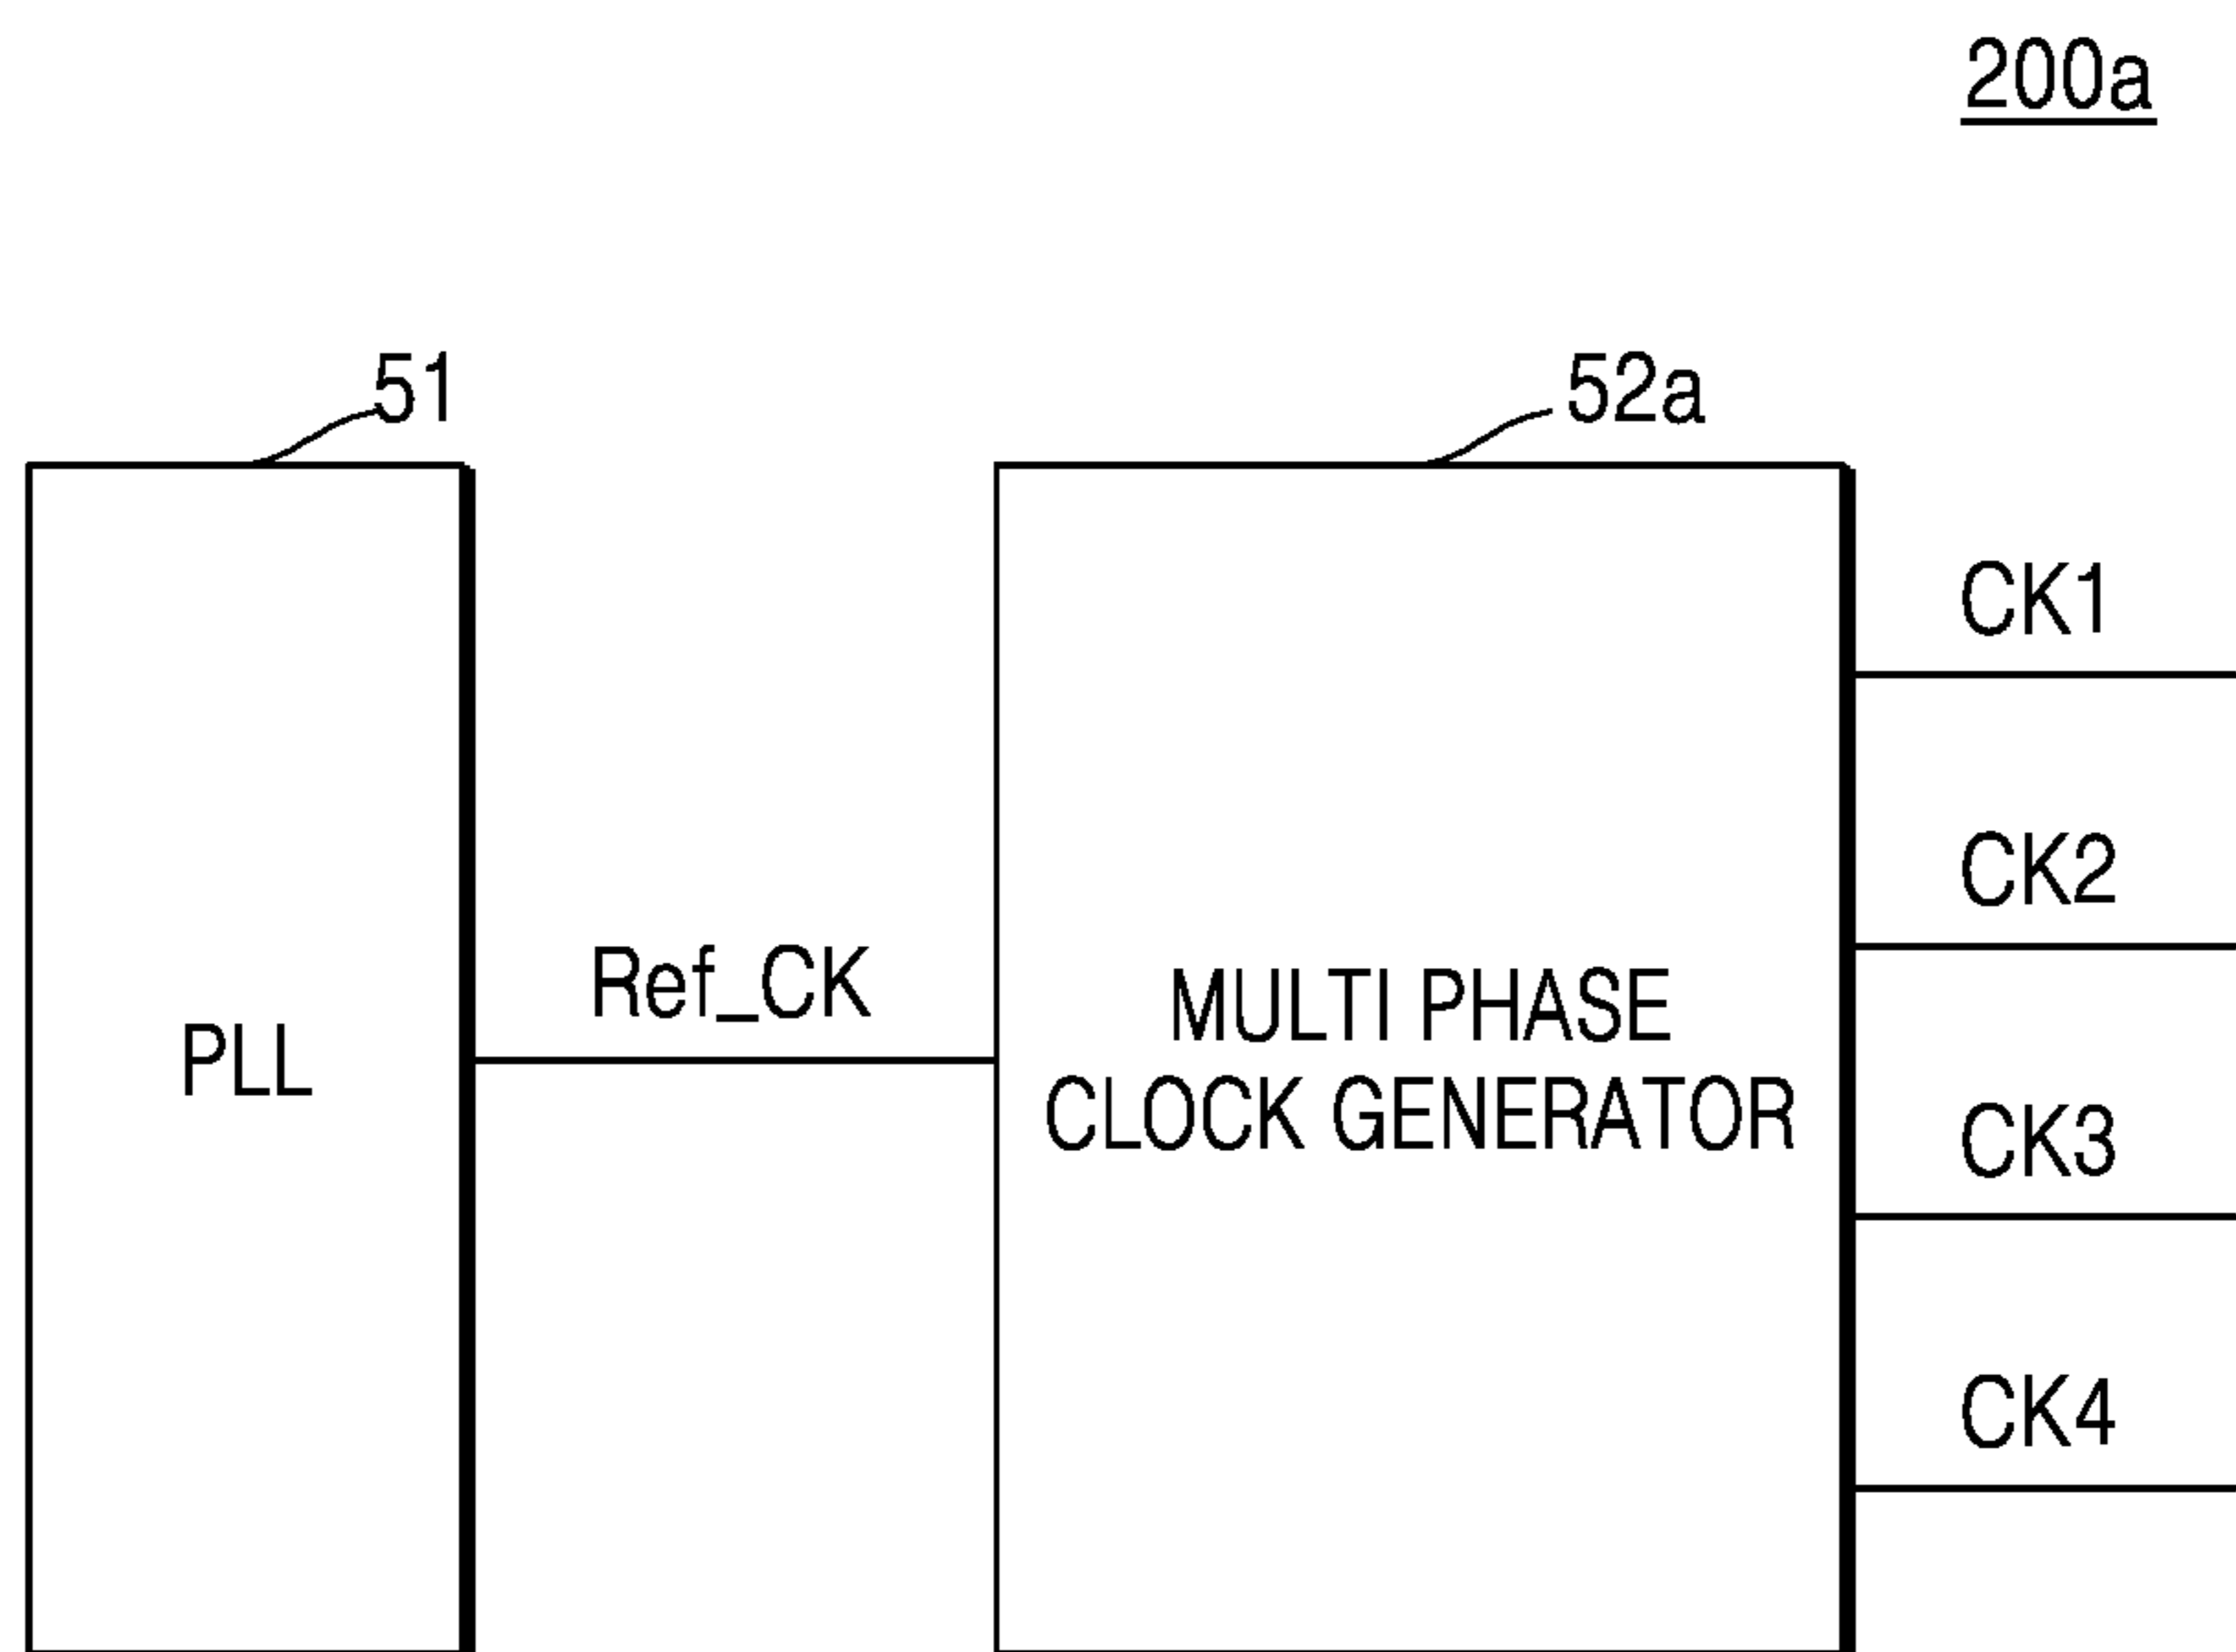 200a
51
52a
CK1
CK2
Ref_CK
MULTI PHASE
PLL
CLOCK GENERATOR
CK3
CK4